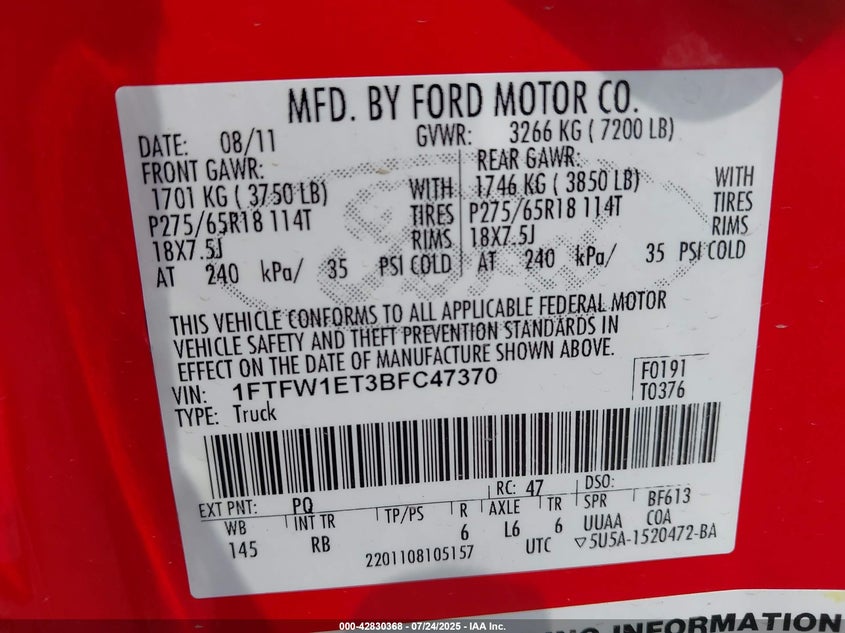 MFD. BY FORD MOTOR CO.
DATE: 08/11 GVWR: 3266 KG ( 7200 LB)
FRONT GAWR: REAR GAWR:
1701 KG ( 3750 LB) WITH 1746 KG ( 3850 LB) WITH
P275/65R18 114T TIRES P275/65R18 114T TIRES
18X7.5J RIMS 18X7.5J RIMS
AT 240 kPa/ 35 PSI COLD AT 240 kPa/ 35 PSI COLD
THIS VEHICLE CONFORMS TO ALL APPLICABLE FEDERAL MOTOR
VEHICLE SAFETY AND THEFT PREVENTION STANDARDS IN
EFFECT ON THE DATE OF MANUFACTURE SHOWN ABOVE.
VIN: 1FTFW1ET3BFC47370 F0191
TYPE: Truck T0376
EXT PNT: PQ RC: 47 DSO:
WB INT TR TP/PS R AXLE TR SPR BF613
145 RB 6 L6 6 UUAA COA
2201108105157 UTC ▽5U5A-1520472-BA
ING INFORMATION
000-42830368 - 07/24/2025 - IAA Inc.